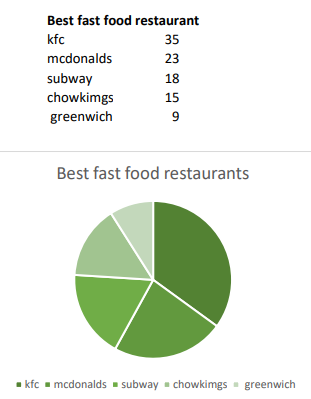 Best fast food restaurant
kfc 35
mcdonalds 23
subway 18
chowkimgs 15
greenwich 9
Best fast food restaurants
kfc mcdonalds subway chowkimgs greenwich